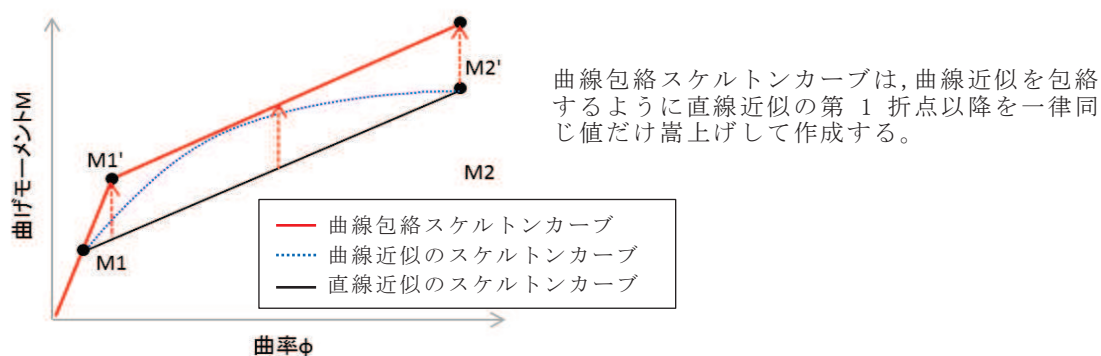 曲げモーメントM
M1'
M1
M2'
M2
曲率φ
曲線包絡スケルトンカーブ
曲線近似のスケルトンカーブ
直線近似のスケルトンカーブ
曲線包絡スケルトンカーブは,曲線近似を包絡
するように直線近似の第 1 折点以降を一律同
じ値だけ嵩上げして作成する。